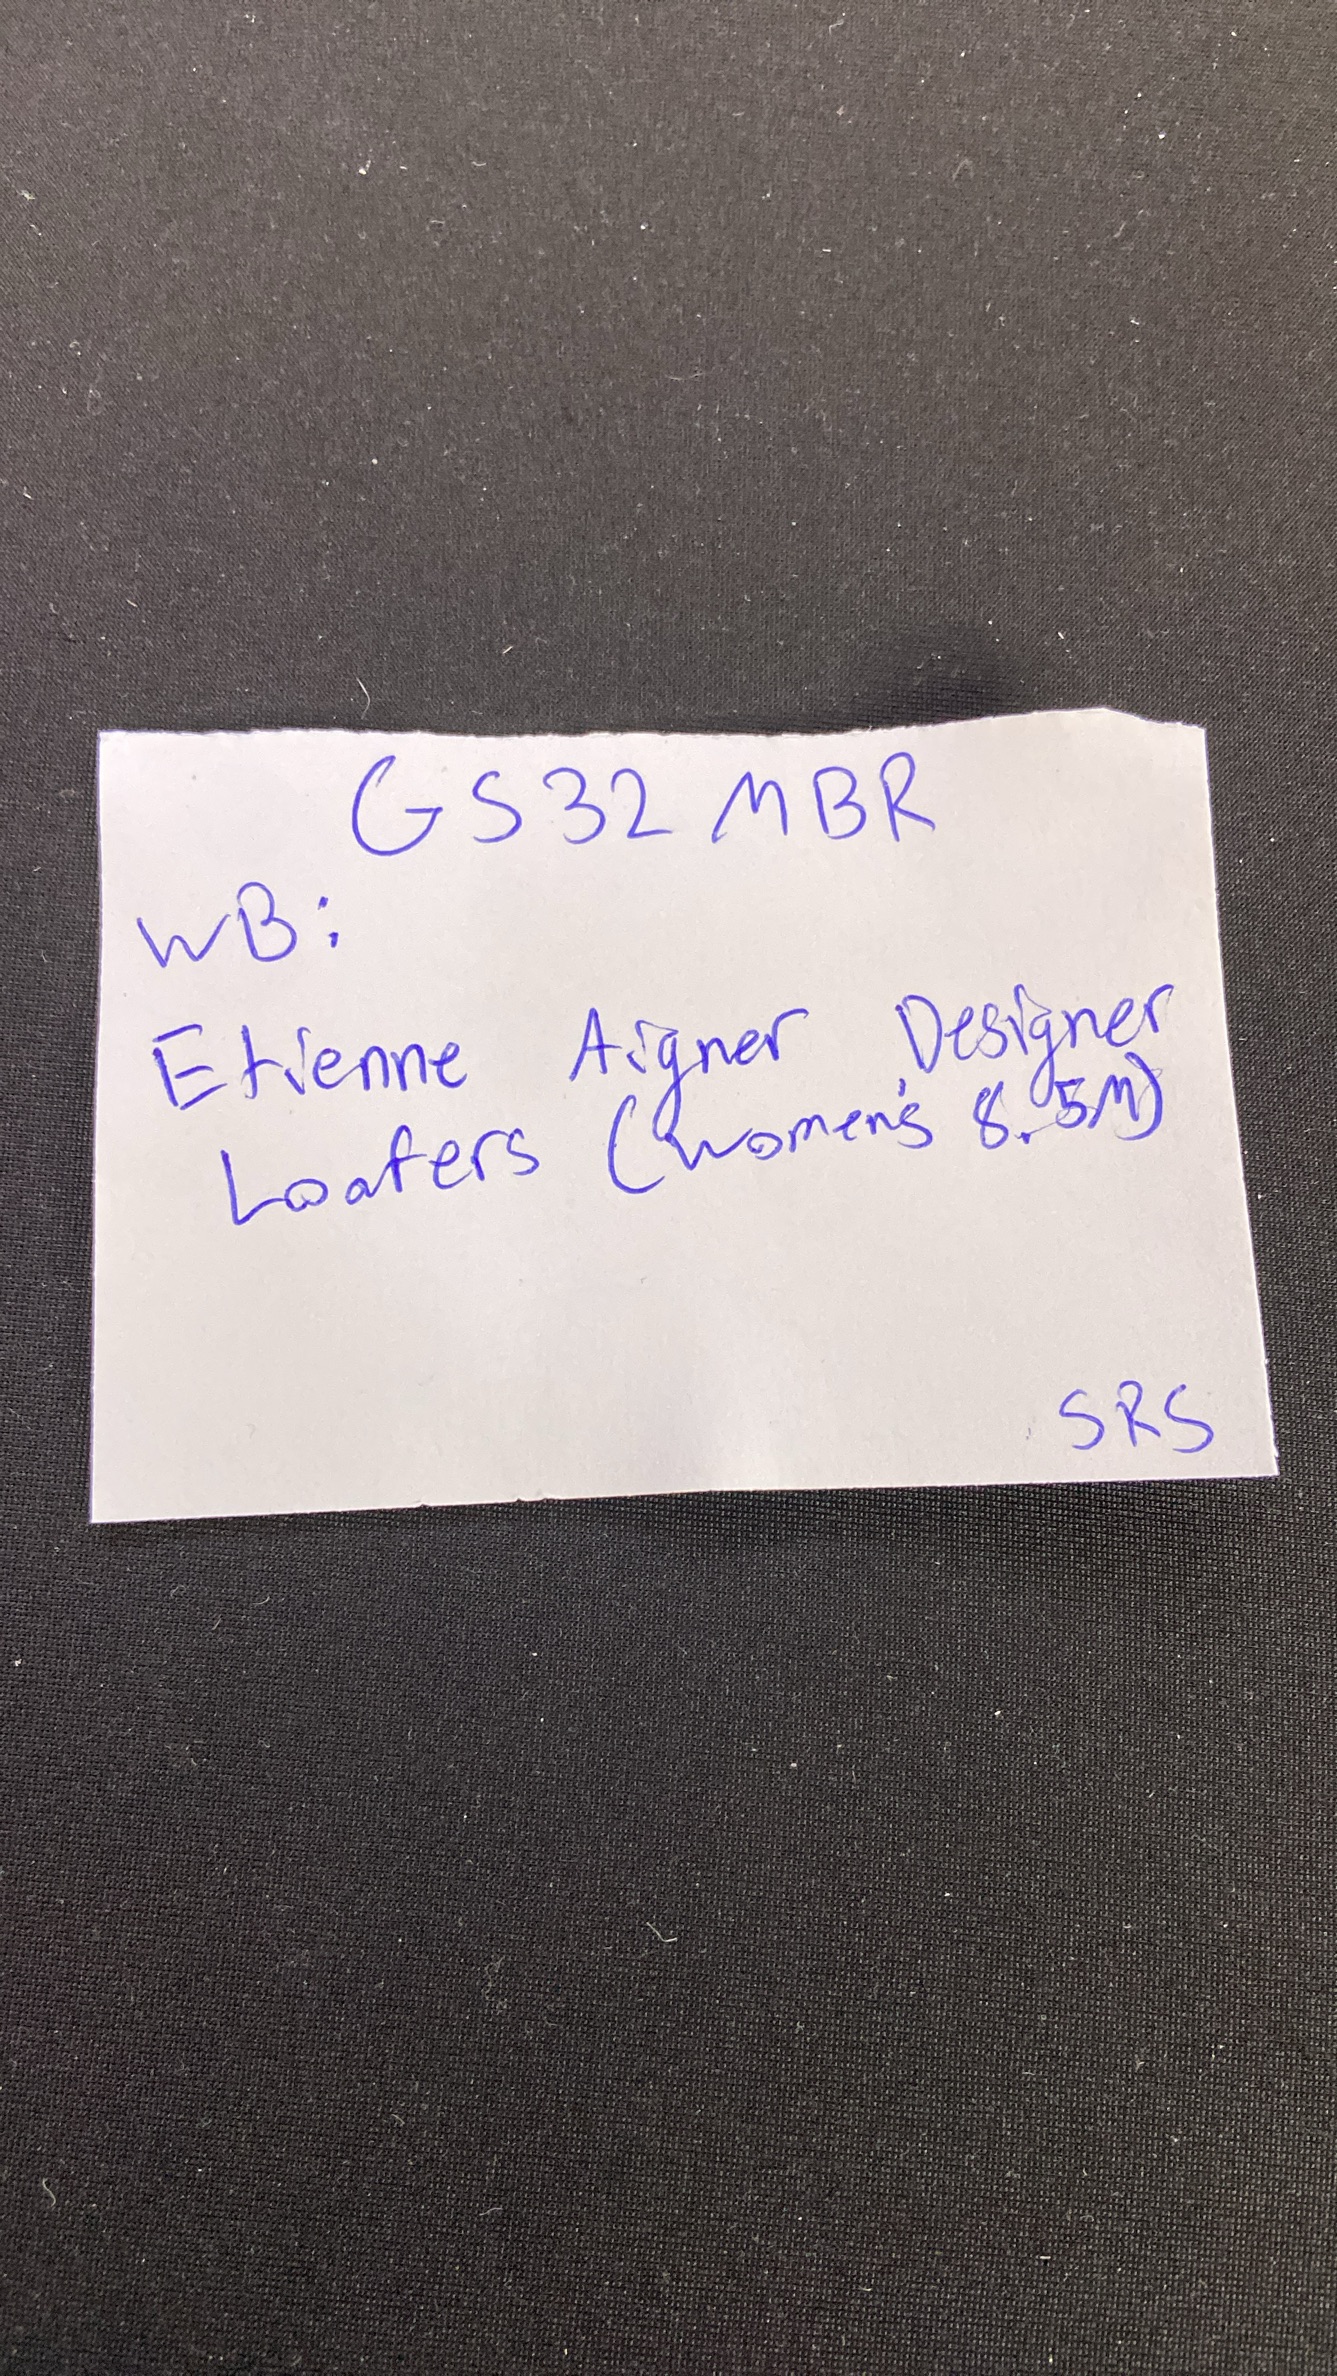 GS32 MBR
WB:
Etienne Aigner Designer
Loafers (women's 8.5M)
SRS